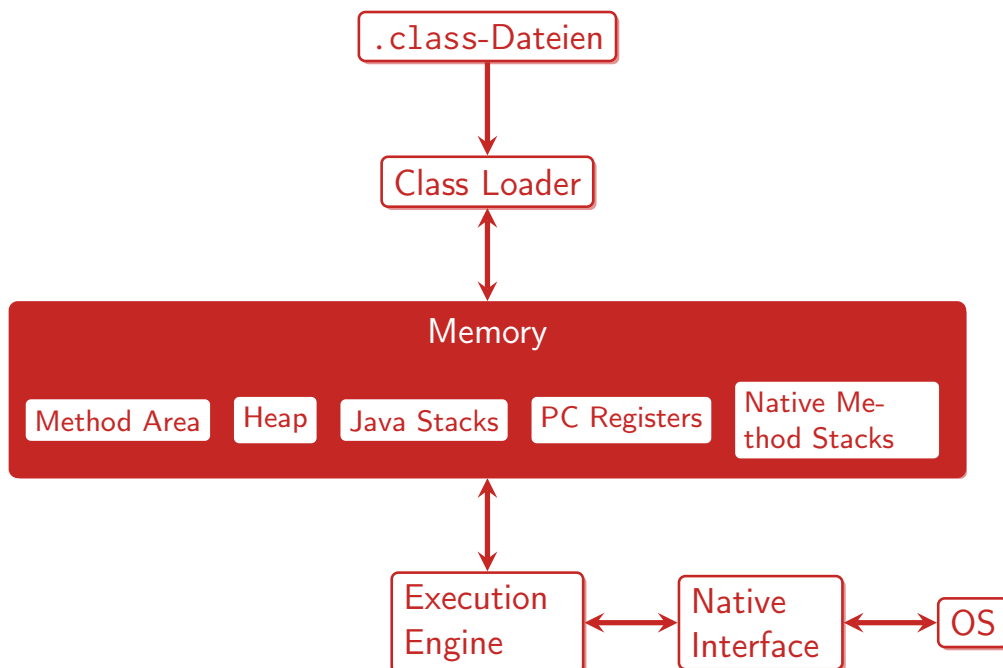 .class-Dateien
Class Loader
Memory
Method Area
Heap
Java Stacks
PC Registers
Native Me-
thod Stacks
Execution
Engine
Native
Interface
OS